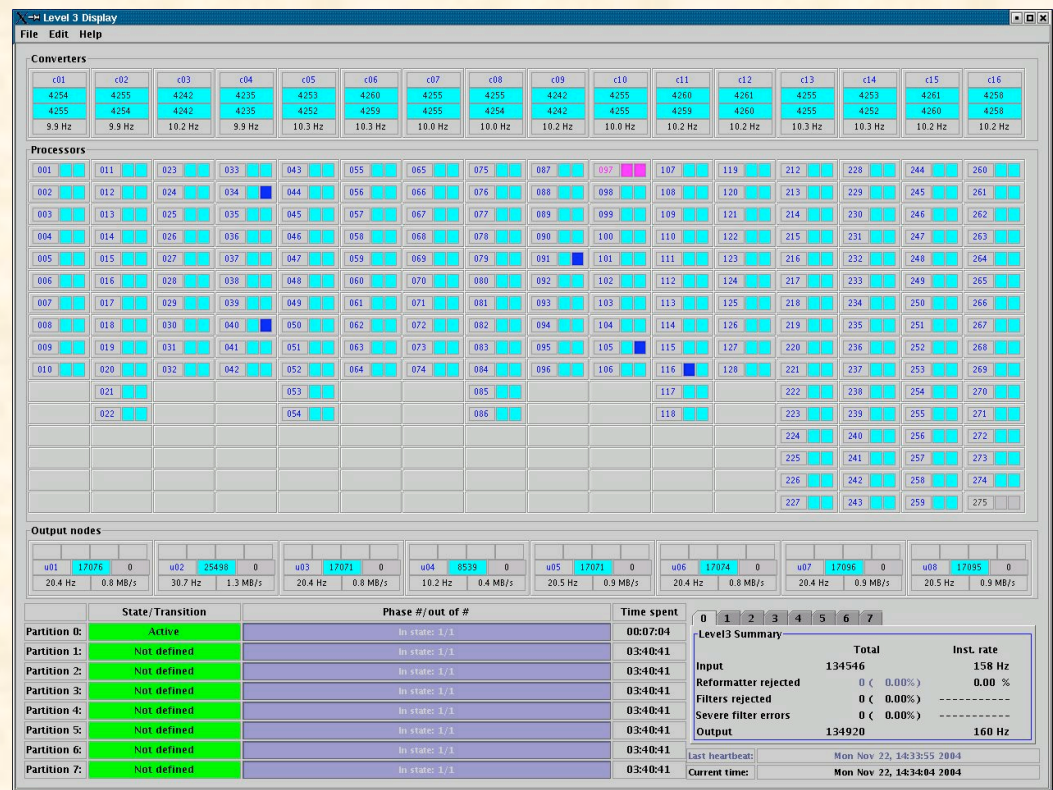 Level 3 Display
File Edit Help
Converters
c01 c02 c03 c04 c05 c06 c07 c08 c09 c10 c11 c12 c13 c14 c15 c16
4254 4255 4242 4235 4253 4260 4255 4255 4242 4255 4260 4261 4255 4253 4261 4258
4255 4254 4242 4235 4252 4259 4255 4254 4242 4255 4259 4260 4255 4252 4260 4258
9.9 Hz 9.9 Hz 10.2 Hz 9.9 Hz 10.3 Hz 10.3 Hz 10.0 Hz 10.0 Hz 10.2 Hz 10.0 Hz 10.2 Hz 10.2 Hz 10.3 Hz 10.3 Hz 10.2 Hz 10.2 Hz
Processors
001 011 023 033 043 055 065 075 087 097 107 119 212 228 244 260
002 012 024 034 044 056 066 076 088 098 108 120 213 229 245 261
003 013 025 035 045 057 067 077 089 099 109 121 214 230 246 262
004 014 026 036 046 058 068 078 090 100 110 122 215 231 247 263
005 015 027 037 047 059 069 079 091 101 111 123 216 232 248 264
006 016 028 038 048 060 070 080 092 102 112 124 217 233 249 265
007 017 029 039 049 061 071 081 093 103 113 125 218 234 250 266
008 018 030 040 050 062 072 082 094 104 114 126 219 235 251 267
009 019 031 041 051 063 073 083 095 105 115 127 220 236 252 268
010 020 032 042 052 064 074 084 096 106 116 128 221 237 253 269
021 053 085 117 222 238 254 270
022 054 086 118 223 239 255 271
224 240 256 272
225 241 257 273
226 242 258 274
227 243 259 275
Output nodes
u01 17076 0 u02 25498 0 u03 17071 0 u04 8539 0 u05 17071 0 u06 17074 0 u07 17096 0 u08 17095 0
20.4 Hz 0.8 MB/s 30.7 Hz 1.3 MB/s 20.4 Hz 0.8 MB/s 10.2 Hz 0.4 MB/s 20.5 Hz 0.9 MB/s 20.4 Hz 0.8 MB/s 20.4 Hz 0.9 MB/s 20.5 Hz 0.9 MB/s
State/Transition Phase #/out of # Time spent
Partition 0: Active In state: 1/1 00:07:04
Partition 1: Not defined In state: 1/1 03:40:41
Partition 2: Not defined In state: 1/1 03:40:41
Partition 3: Not defined In state: 1/1 03:40:41
Partition 4: Not defined In state: 1/1 03:40:41
Partition 5: Not defined In state: 1/1 03:40:41
Partition 6: Not defined In state: 1/1 03:40:41
Partition 7: Not defined In state: 1/1 03:40:41
0 1 2 3 4 5 6 7
Level3 Summary
Total Inst. rate
Input 134546 158 Hz
Reformatter rejected 0 ( 0.00%) 0.00 %
Filters rejected 0 ( 0.00%) -----------
Severe filter errors 0 ( 0.00%) -----------
Output 134920 160 Hz
Last heartbeat: Mon Nov 22, 14:33:55 2004
Current time: Mon Nov 22, 14:34:04 2004